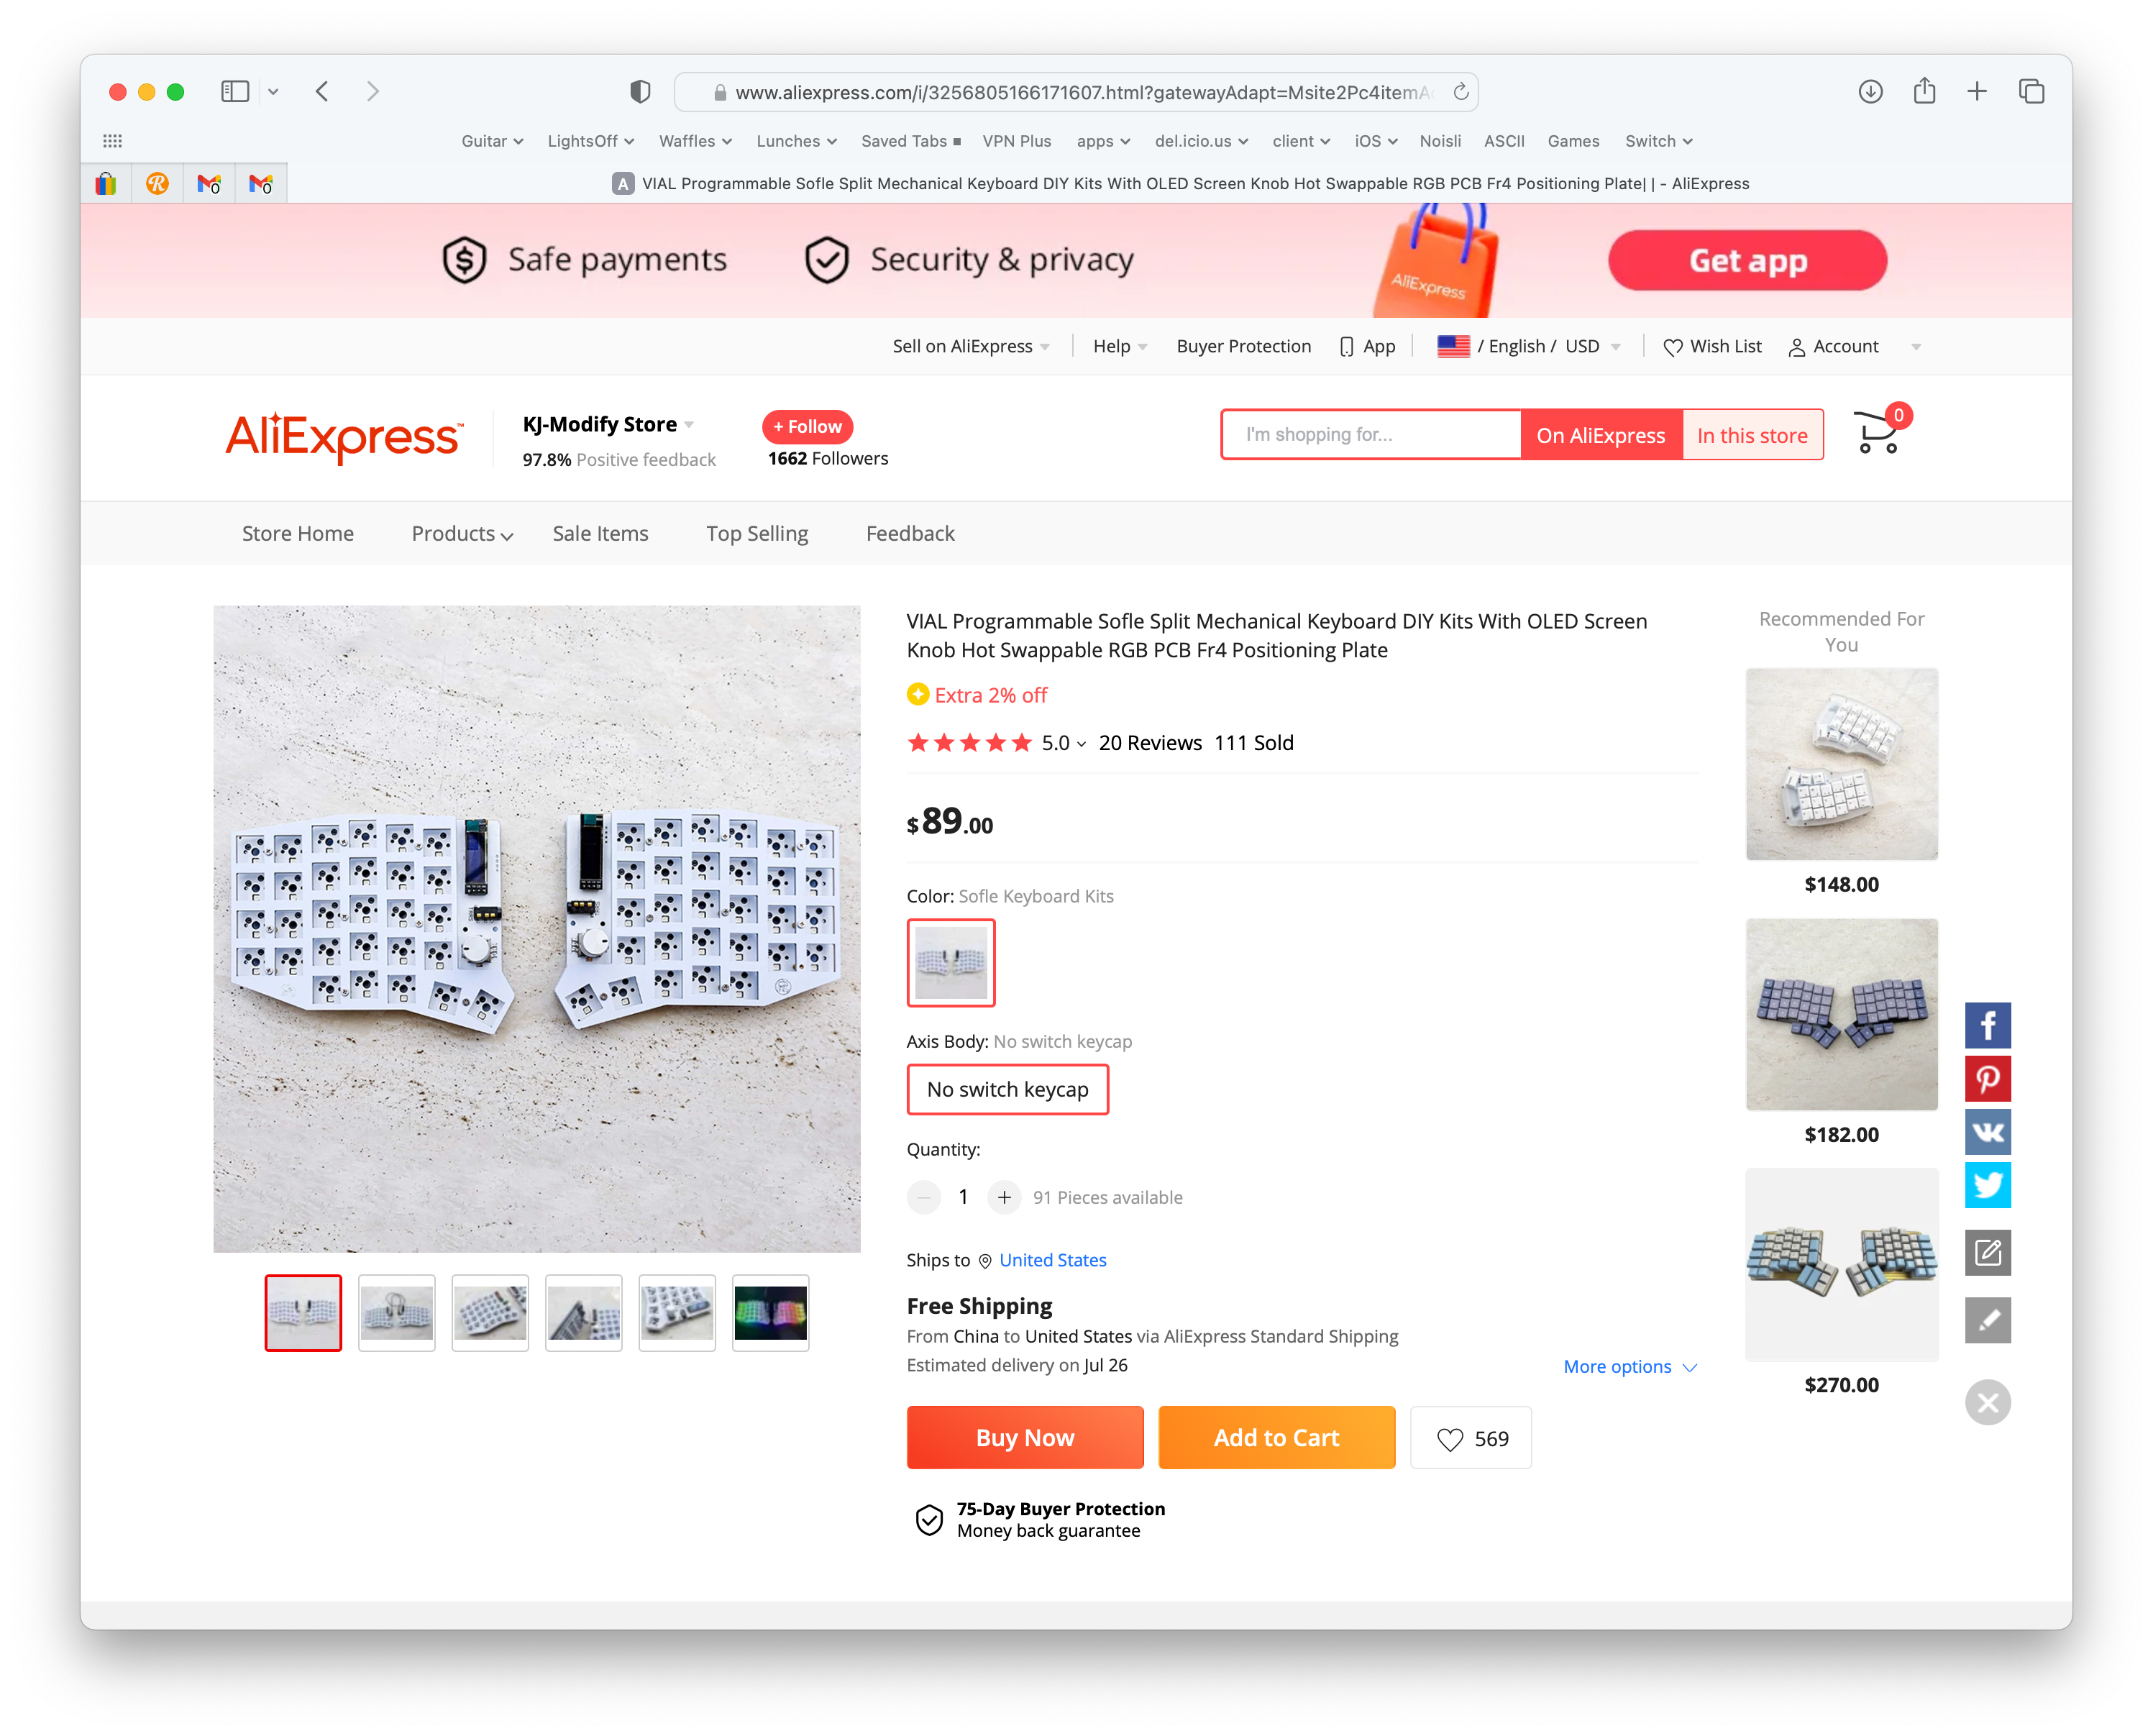 www.aliexpress.com/i/3256805166171607.html?gatewayAdapt=Msite2Pc4itemA
Guitar LightsOff Waffles Lunches Saved Tabs VPN Plus apps del.icio.us client iOS Noisli ASCII Games Switch
0 0 A VIAL Programmable Sofle Split Mechanical Keyboard DIY Kits With OLED Screen Knob Hot Swappable RGB PCB Fr4 Positioning Plate| | - AliExpress
Safe payments Security & privacy AliExpress Get app
Sell on AliExpress Help Buyer Protection App / English / USD Wish List Account
AliExpress™ KJ-Modify Store + Follow I'm shopping for... On AliExpress In this store 0
97.8% Positive feedback 1662 Followers
Store Home Products Sale Items Top Selling Feedback
VIAL Programmable Sofle Split Mechanical Keyboard DIY Kits With OLED Screen
Knob Hot Swappable RGB PCB Fr4 Positioning Plate
Extra 2% off
5.0 20 Reviews 111 Sold
$89.00
Color: Sofle Keyboard Kits
Axis Body: No switch keycap
No switch keycap
Quantity:
1 + 91 Pieces available
Ships to United States
Free Shipping
From China to United States via AliExpress Standard Shipping
Estimated delivery on Jul 26
More options
Buy Now Add to Cart 569
75-Day Buyer Protection
Money back guarantee
Recommended For
You
$148.00
$182.00
$270.00